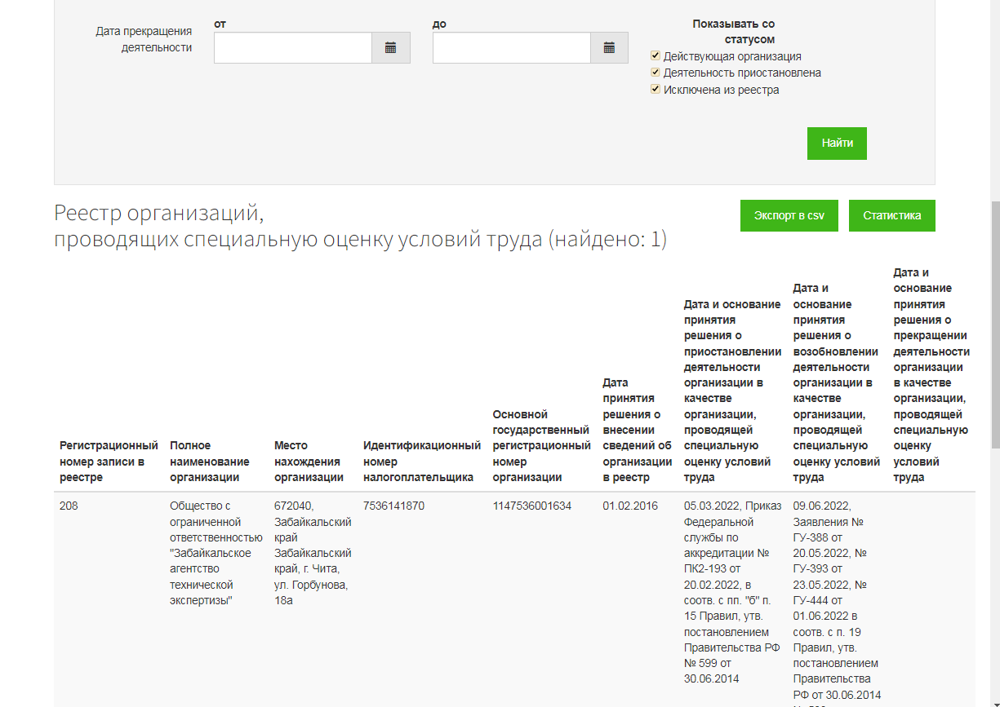 Дата прекращения
деятельности
от
до
Показывать со
статусом
Действующая организация
Деятельность приостановлена
Исключена из реестра
Найти
Реестр организаций,
проводящих специальную оценку условий труда (найдено: 1)
Экспорт в csv
Статистика
Регистрационный
номер записи в
реестре
Полное
наименование
организации
Место
нахождения
организации
Идентификационный
номер
налогоплательщика
Основной
государственный
регистрационный
номер
организации
Дата
принятия
решения о
внесении
сведений об
организации
в реестр
Дата и основание
принятия
решения о
приостановлении
деятельности
организации в
качестве
организации,
проводящей
специальную
оценку условий
труда
Дата и
основание
принятия
решения о
возобновлении
деятельности
организации в
качестве
организации,
проводящей
специальную
оценку условий
труда
Дата и
основание
принятия
решения о
прекращении
деятельности
организации
в качестве
организации,
проводящей
специальную
оценку
условий
труда
208
Общество с
ограниченной
ответственностью
"Забайкальское
агентство
технической
экспертизы"
672040,
Забайкальский
край
Забайкальский
край, г. Чита,
ул. Горбунова,
18а
7536141870
1147536001634
01.02.2016
05.03.2022, Приказ
Федеральной
службы по
аккредитации №
ПК2-193 от
20.02.2022, в
соотв. с пп. "б" п.
15 Правил, утв.
постановлением
Правительства РФ
№ 599 от
30.06.2014
09.06.2022,
Заявления №
ГУ-388 от
20.05.2022, №
ГУ-393 от
23.05.2022, №
ГУ-444 от
01.06.2022 в
соотв. с п. 19
Правил, утв.
постановлением
Правительства
РФ от 30.06.2014